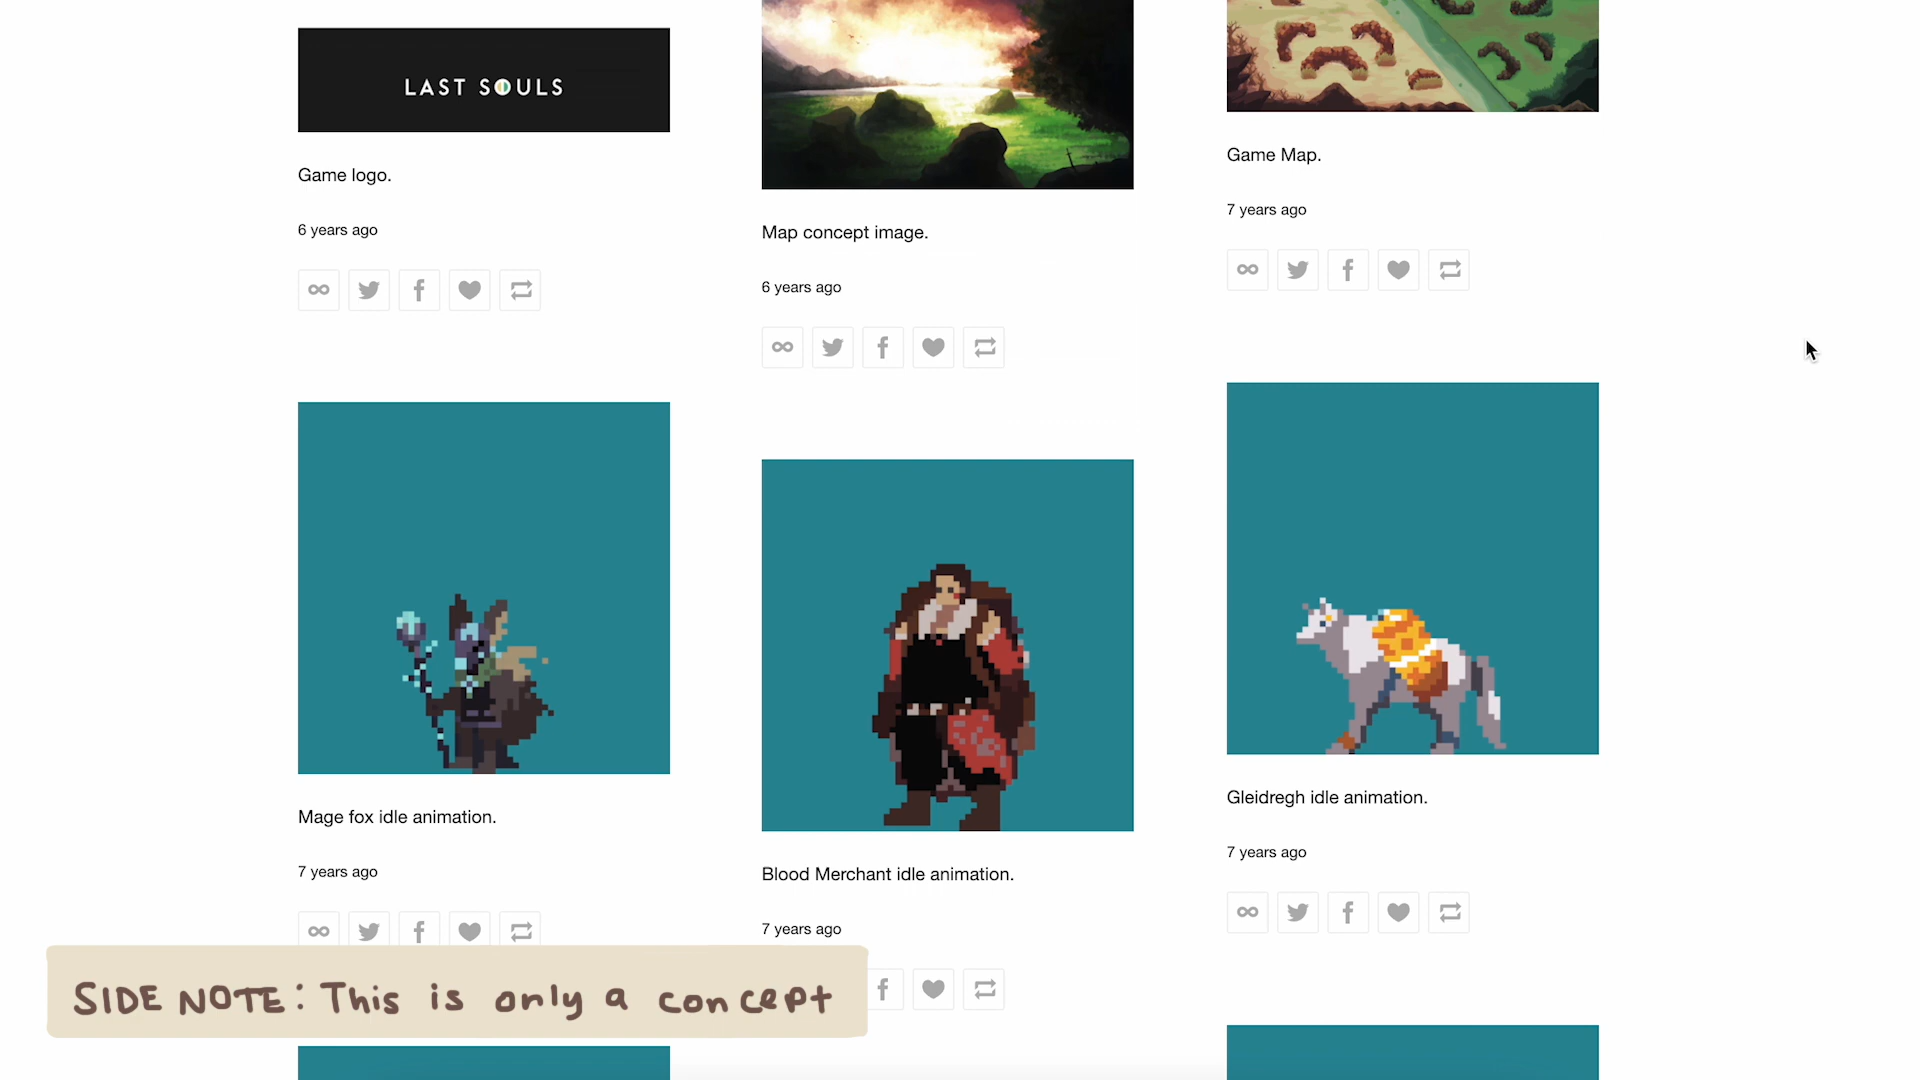 LAST SOULS
Game logo.
6 years ago
Map concept image.
6 years ago
Game Map.
7 years ago
Mage fox idle animation.
7 years ago
Blood Merchant idle animation.
7 years ago
Gleidregh idle animation.
7 years ago
SIDE NOTE: This is only a concept